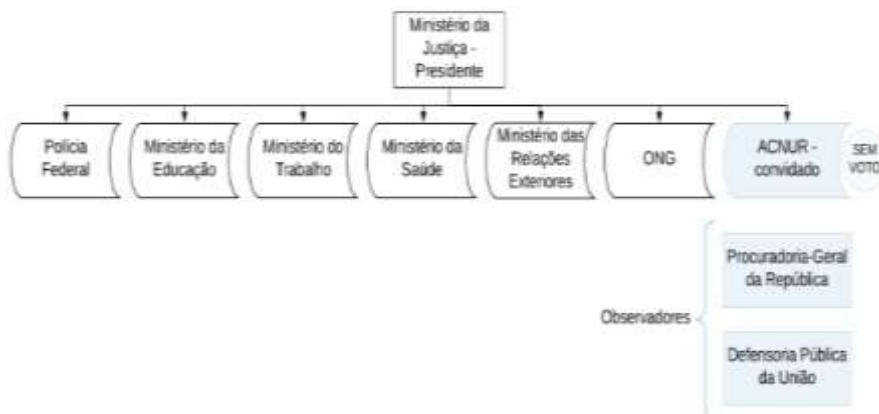 Ministério da
Justiça -
Presidente
Polícia
Federal
Ministério da
Educação
Ministério do
Trabalho
Ministério da
Saúde
Ministério das
Relações
Exteriores
ONG
ACNUR -
convidado
SEM
VOTO
Procuradoria-Geral
da República
Observadores
Defensoria Pública
da União